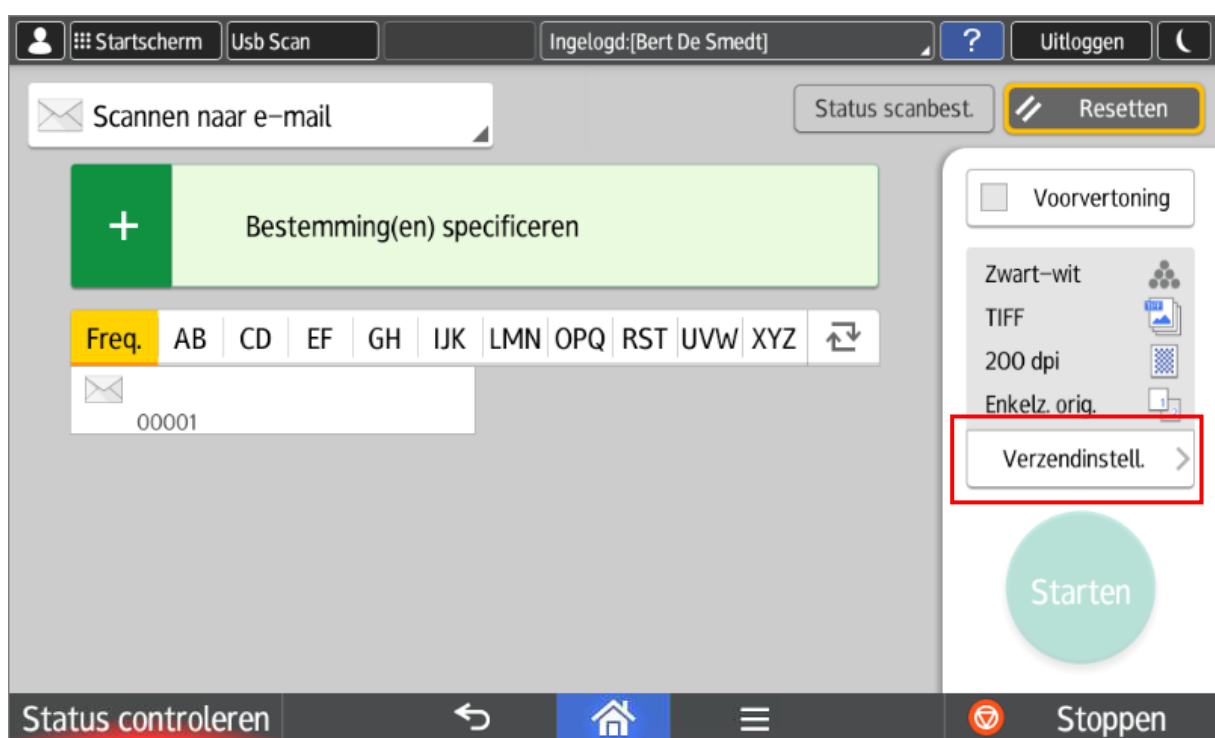 Startscherm Usb Scan Ingelogd:[Bert De Smedt] ? Uitloggen
Scannen naar e-mail Status scanbest. Resetten
+ Bestemming(en) specificeren
Freq. AB CD EF GH IJK LMN OPQ RST UVW XYZ
00001
Voorvertoning
Zwart-wit
TIFF
200 dpi
Enkelz. orig.
Verzendinstell.
Starten
Status controleren Stoppen